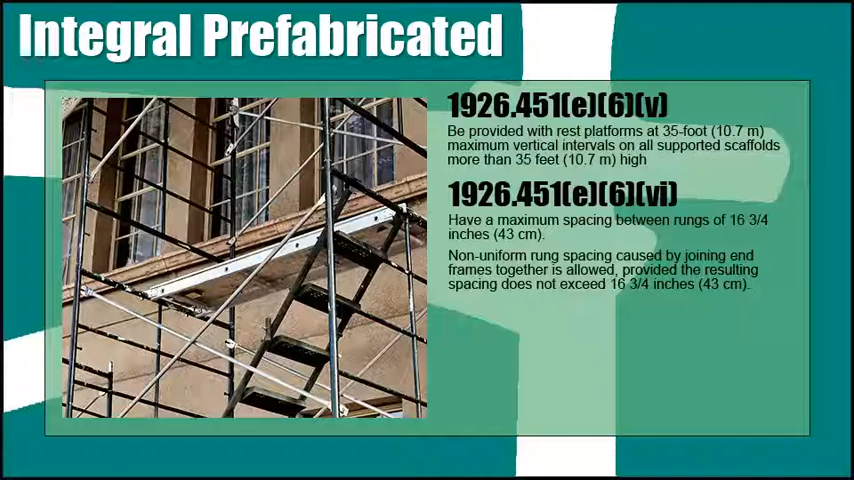 Integral Prefabricated
1926.451(e)(6)(v)
Be provided with rest platforms at 35-foot (10.7 m)
maximum vertical intervals on all supported scaffolds
more than 35 feet (10.7 m) high
1926.451(e)(6)(vi)
Have a maximum spacing between rungs of 16 3/4
inches (43 cm).
Non-uniform rung spacing caused by joining end
frames together is allowed, provided the resulting
spacing does not exceed 16 3/4 inches (43 cm).